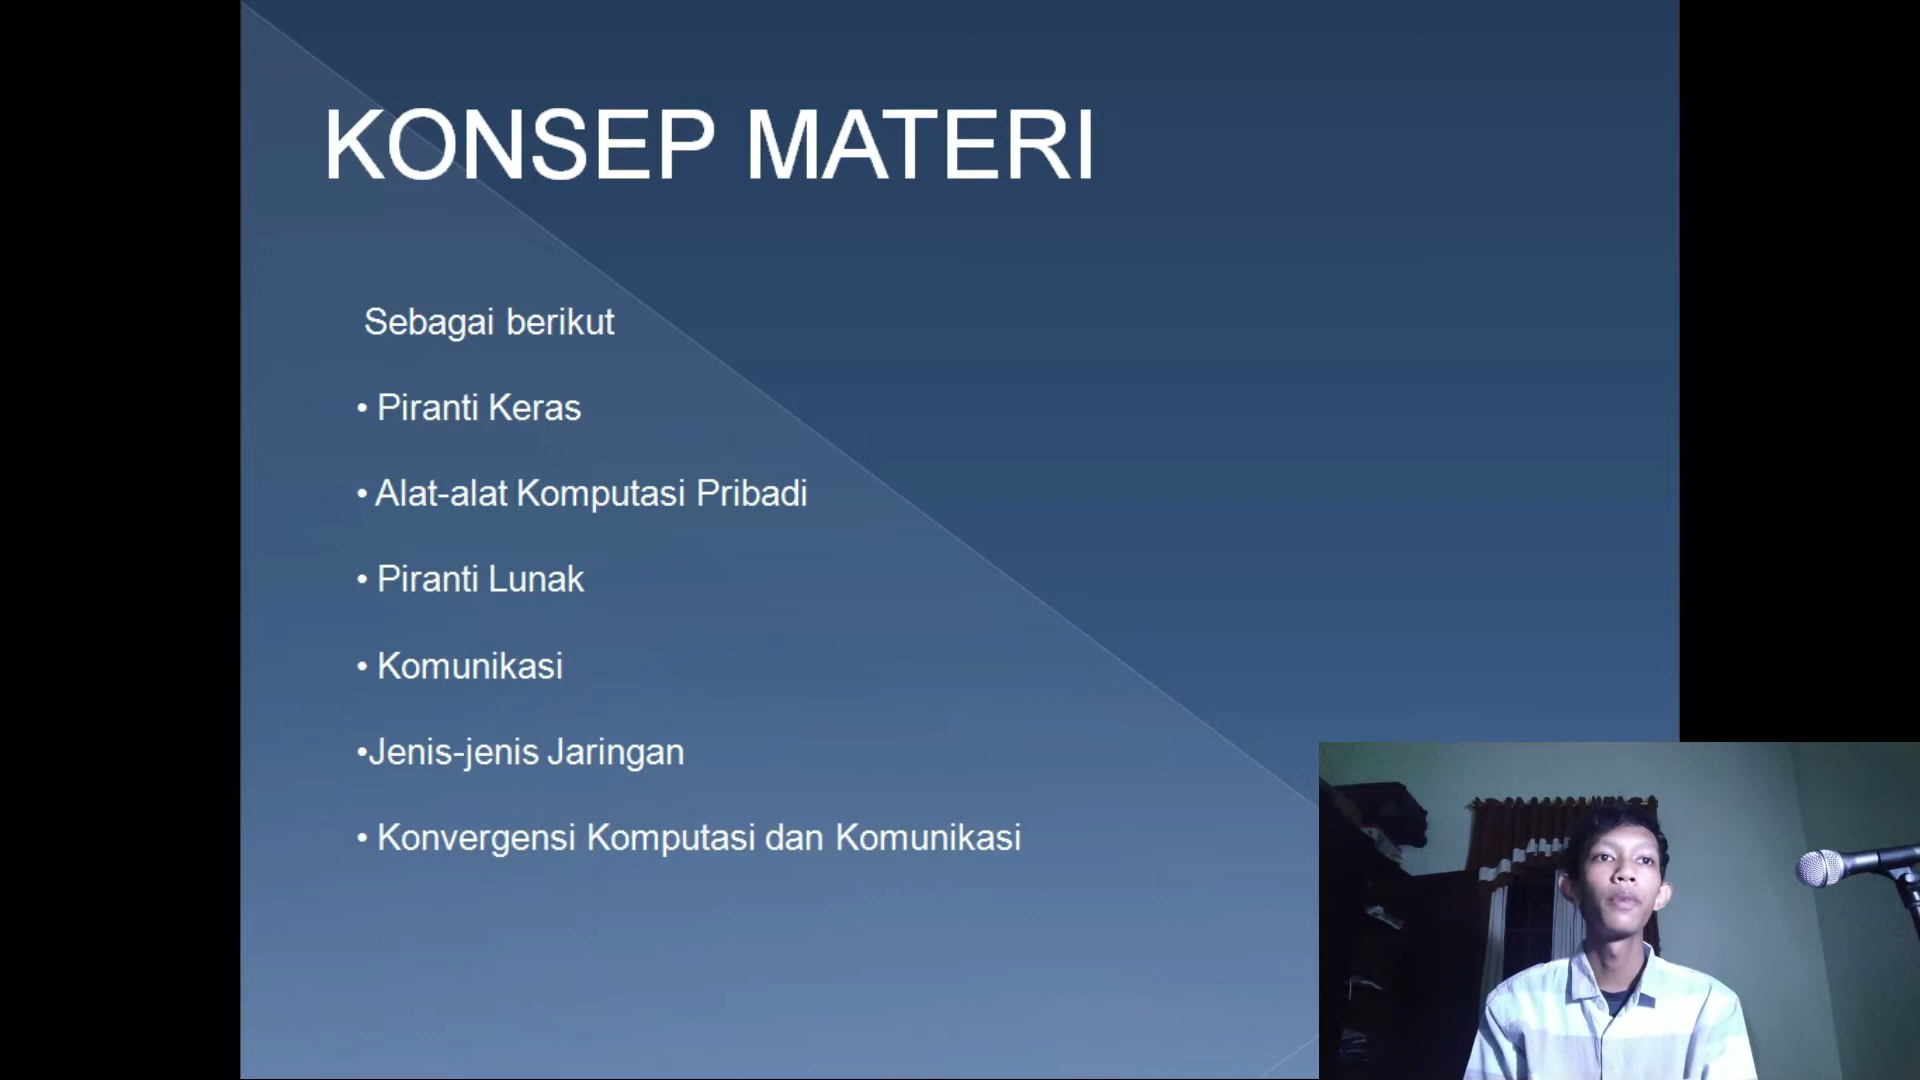 KONSEP MATERI
Sebagai berikut
• Piranti Keras
• Alat-alat Komputasi Pribadi
• Piranti Lunak
• Komunikasi
•Jenis-jenis Jaringan
• Konvergensi Komputasi dan Komunikasi